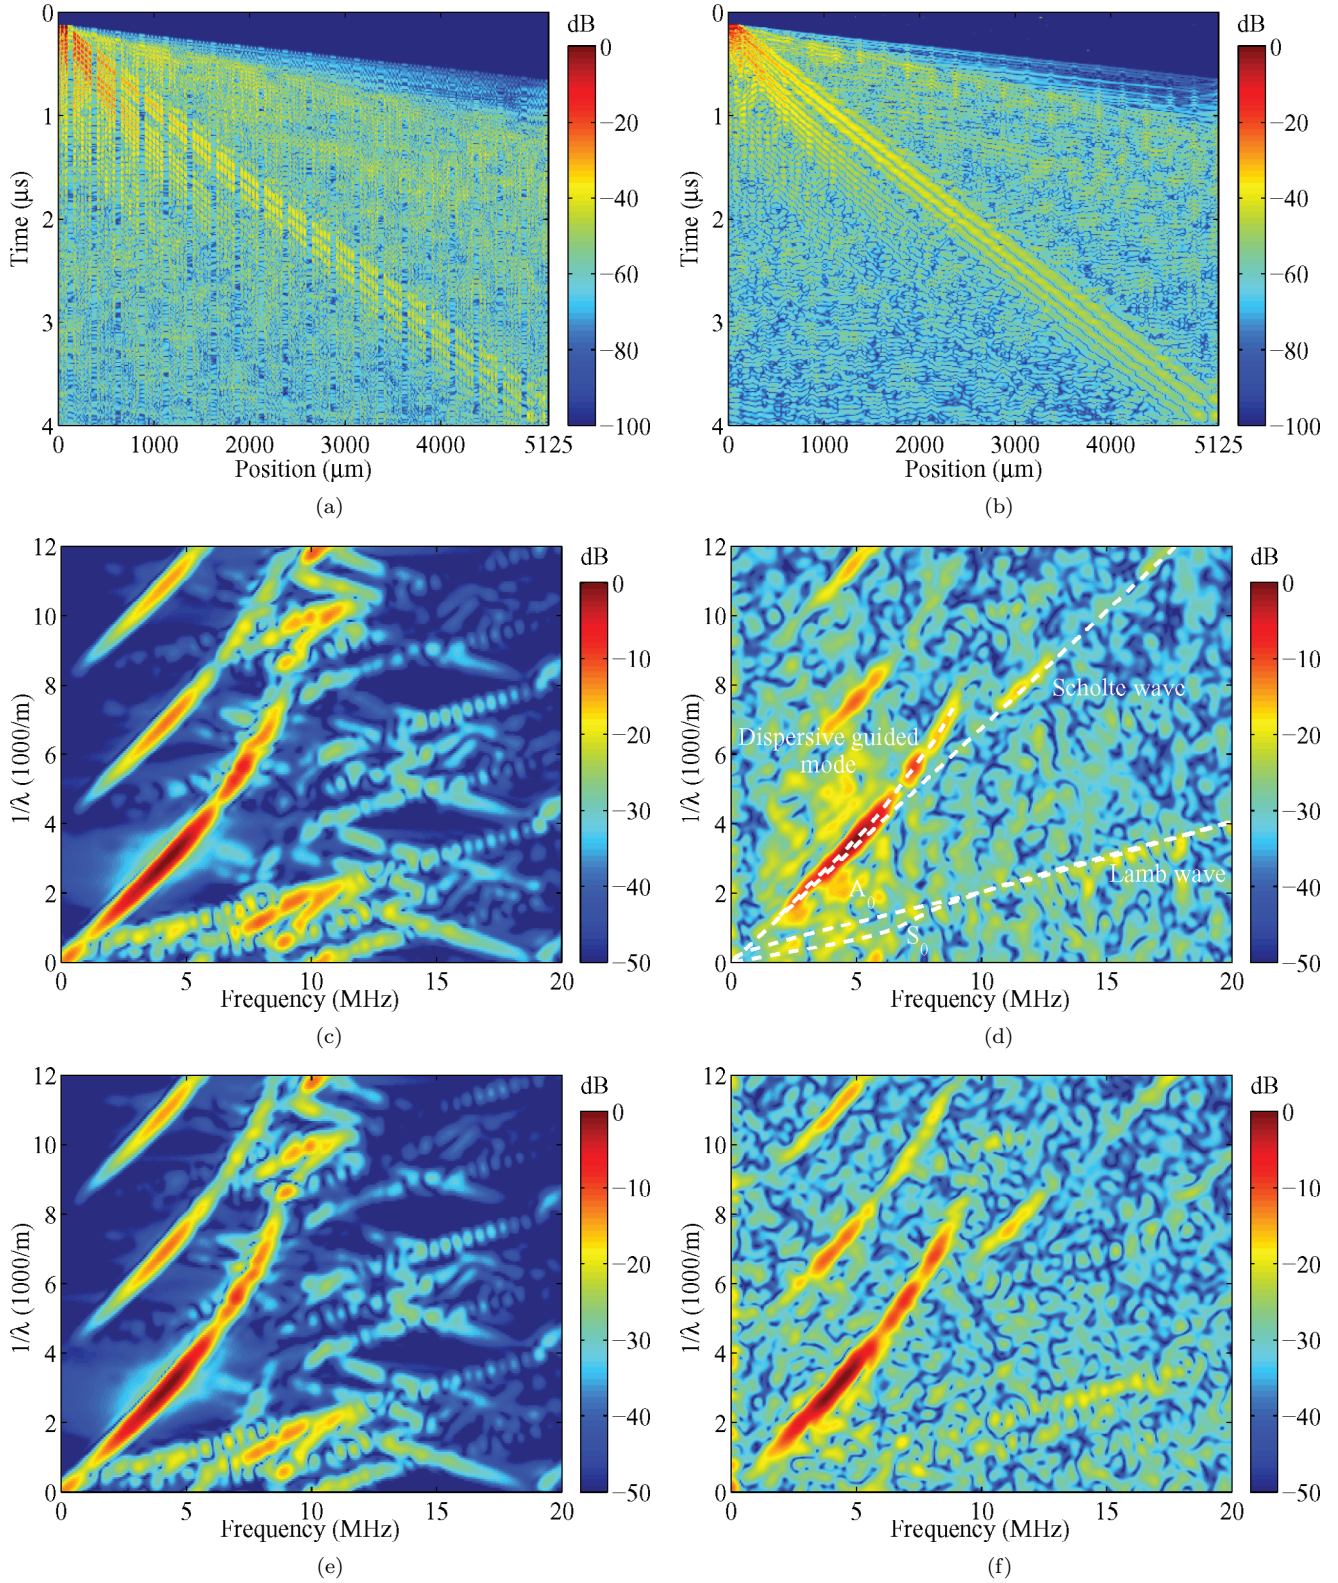 dB
0
−20
−40
−60
−80
−100
0
1
2
3
4
Time (μs)
0 1000 2000 3000 4000 5125
Position (μm)
(a)
dB
0
−20
−40
−60
−80
−100
0
1
2
3
4
Time (μs)
0 1000 2000 3000 4000 5125
Position (μm)
(b)
dB
0
−10
−20
−30
−40
−50
12
10
8
6
4
2
0
1/λ (1000/m)
0 5 10 15 20
Frequency (MHz)
(c)
dB
0
−10
−20
−30
−40
−50
12
10
8
6
4
2
0
1/λ (1000/m)
Scholte wave
Dispersive guided
mode
Lamb wave
A0
S0
0 5 10 15 20
Frequency (MHz)
(d)
dB
0
−10
−20
−30
−40
−50
12
10
8
6
4
2
0
1/λ (1000/m)
0 5 10 15 20
Frequency (MHz)
(e)
dB
0
−10
−20
−30
−40
−50
12
10
8
6
4
2
0
1/λ (1000/m)
0 5 10 15 20
Frequency (MHz)
(f)